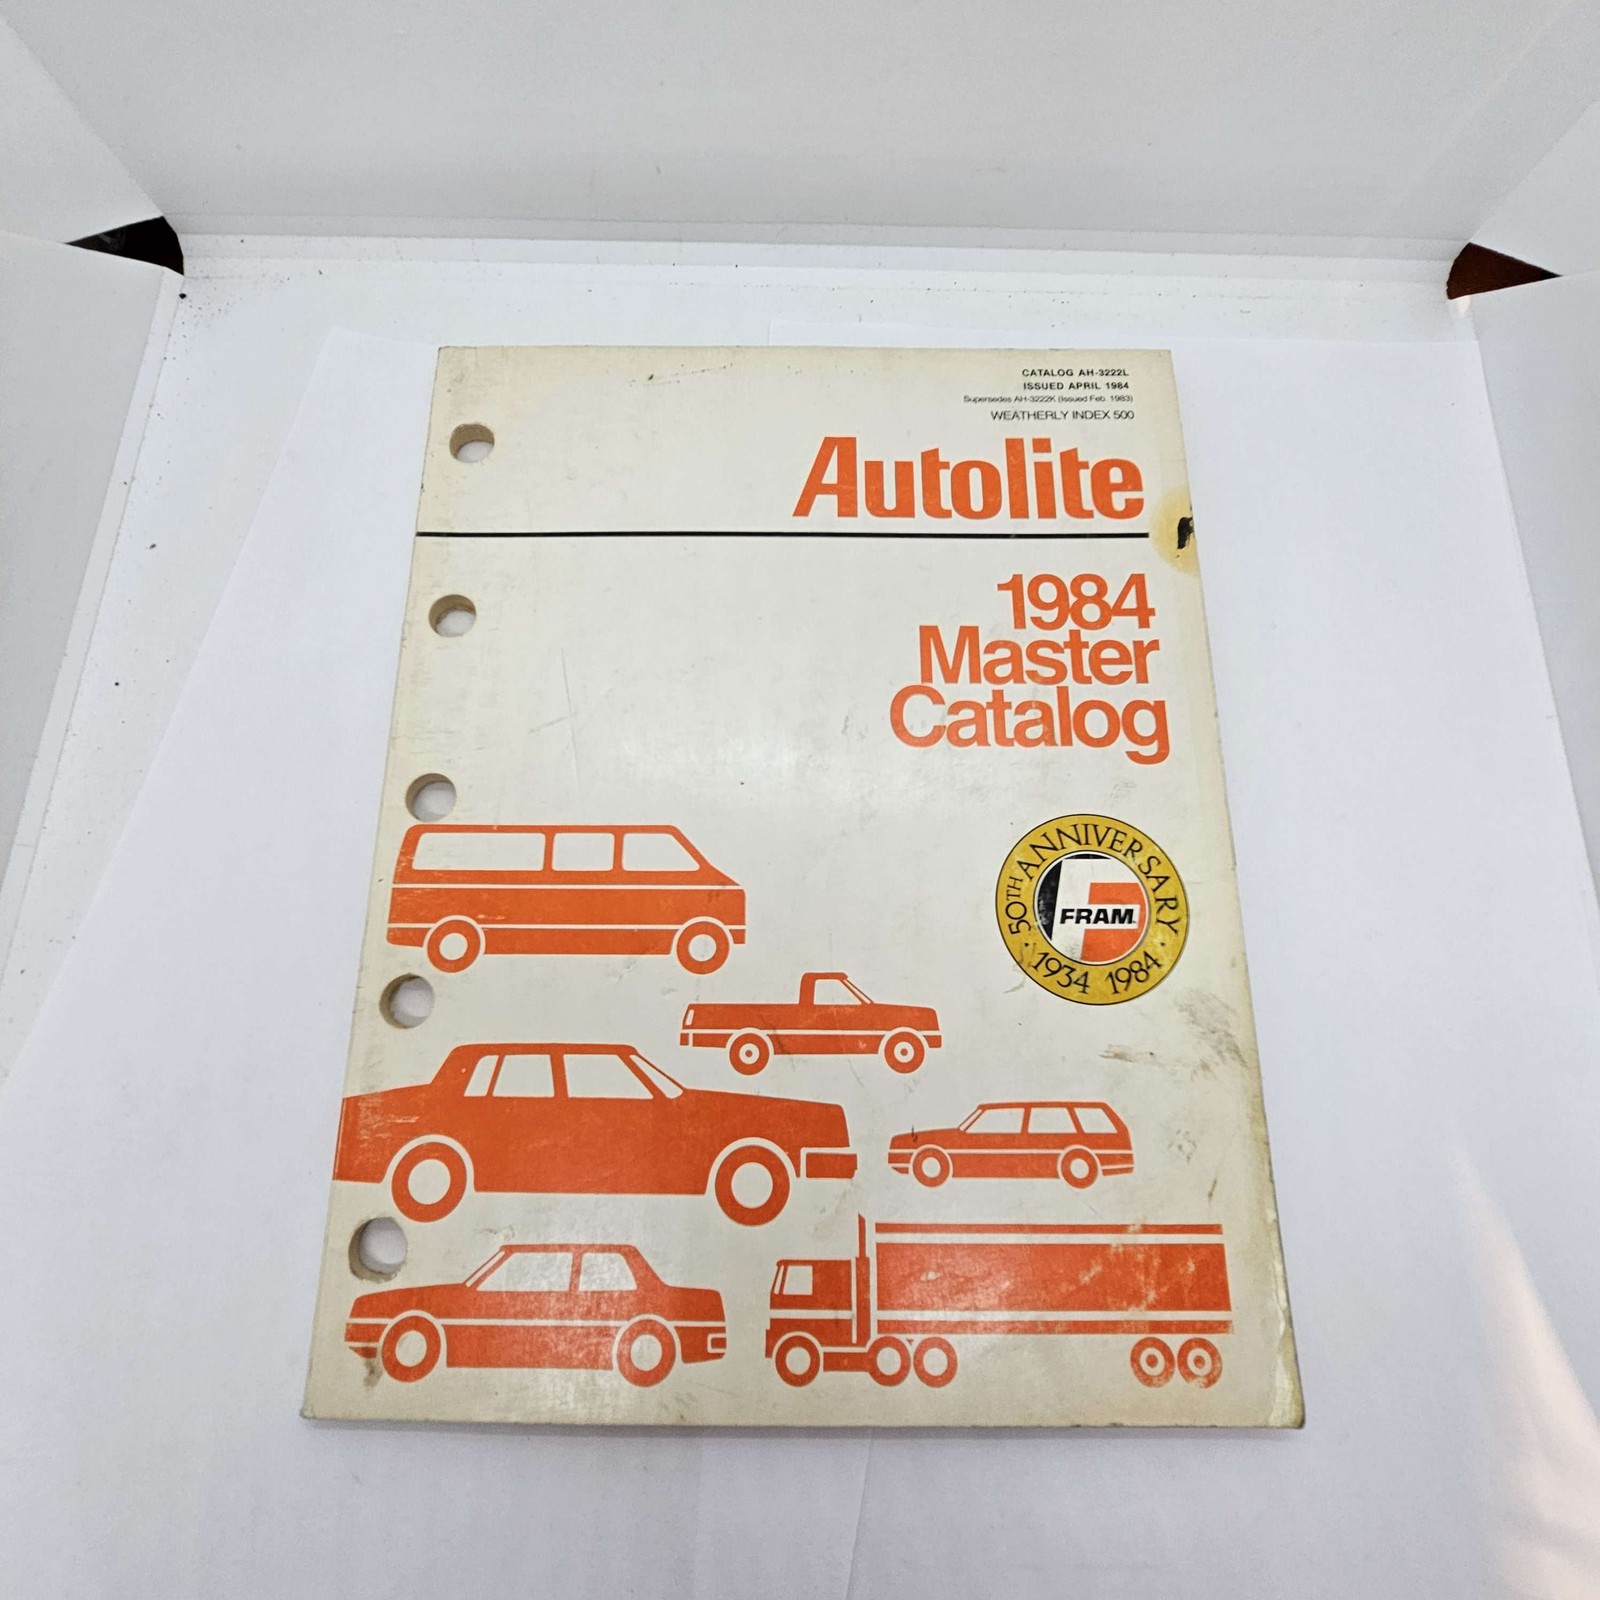 CATALOG AH-3222L
ISSUED APRIL 1984
Supersedes AH-3222K (Issued Feb. 1983)
WEATHERLY INDEX 500
Autolite
1984
Master
Catalog
50TH ANNIVERSARY
FRAM
1934 1984